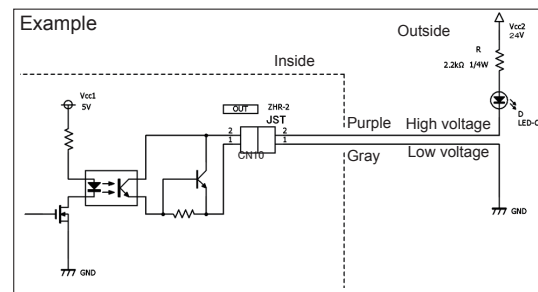 Example
Outside
Vcc2
24V
R
2.2kΩ 1/4W
Inside
D
LED-C
Vcc1
5V
OUT
ZHR-2
JST
2
2
1
1
CN10
Purple
High voltage
Gray
Low voltage
GND
GND